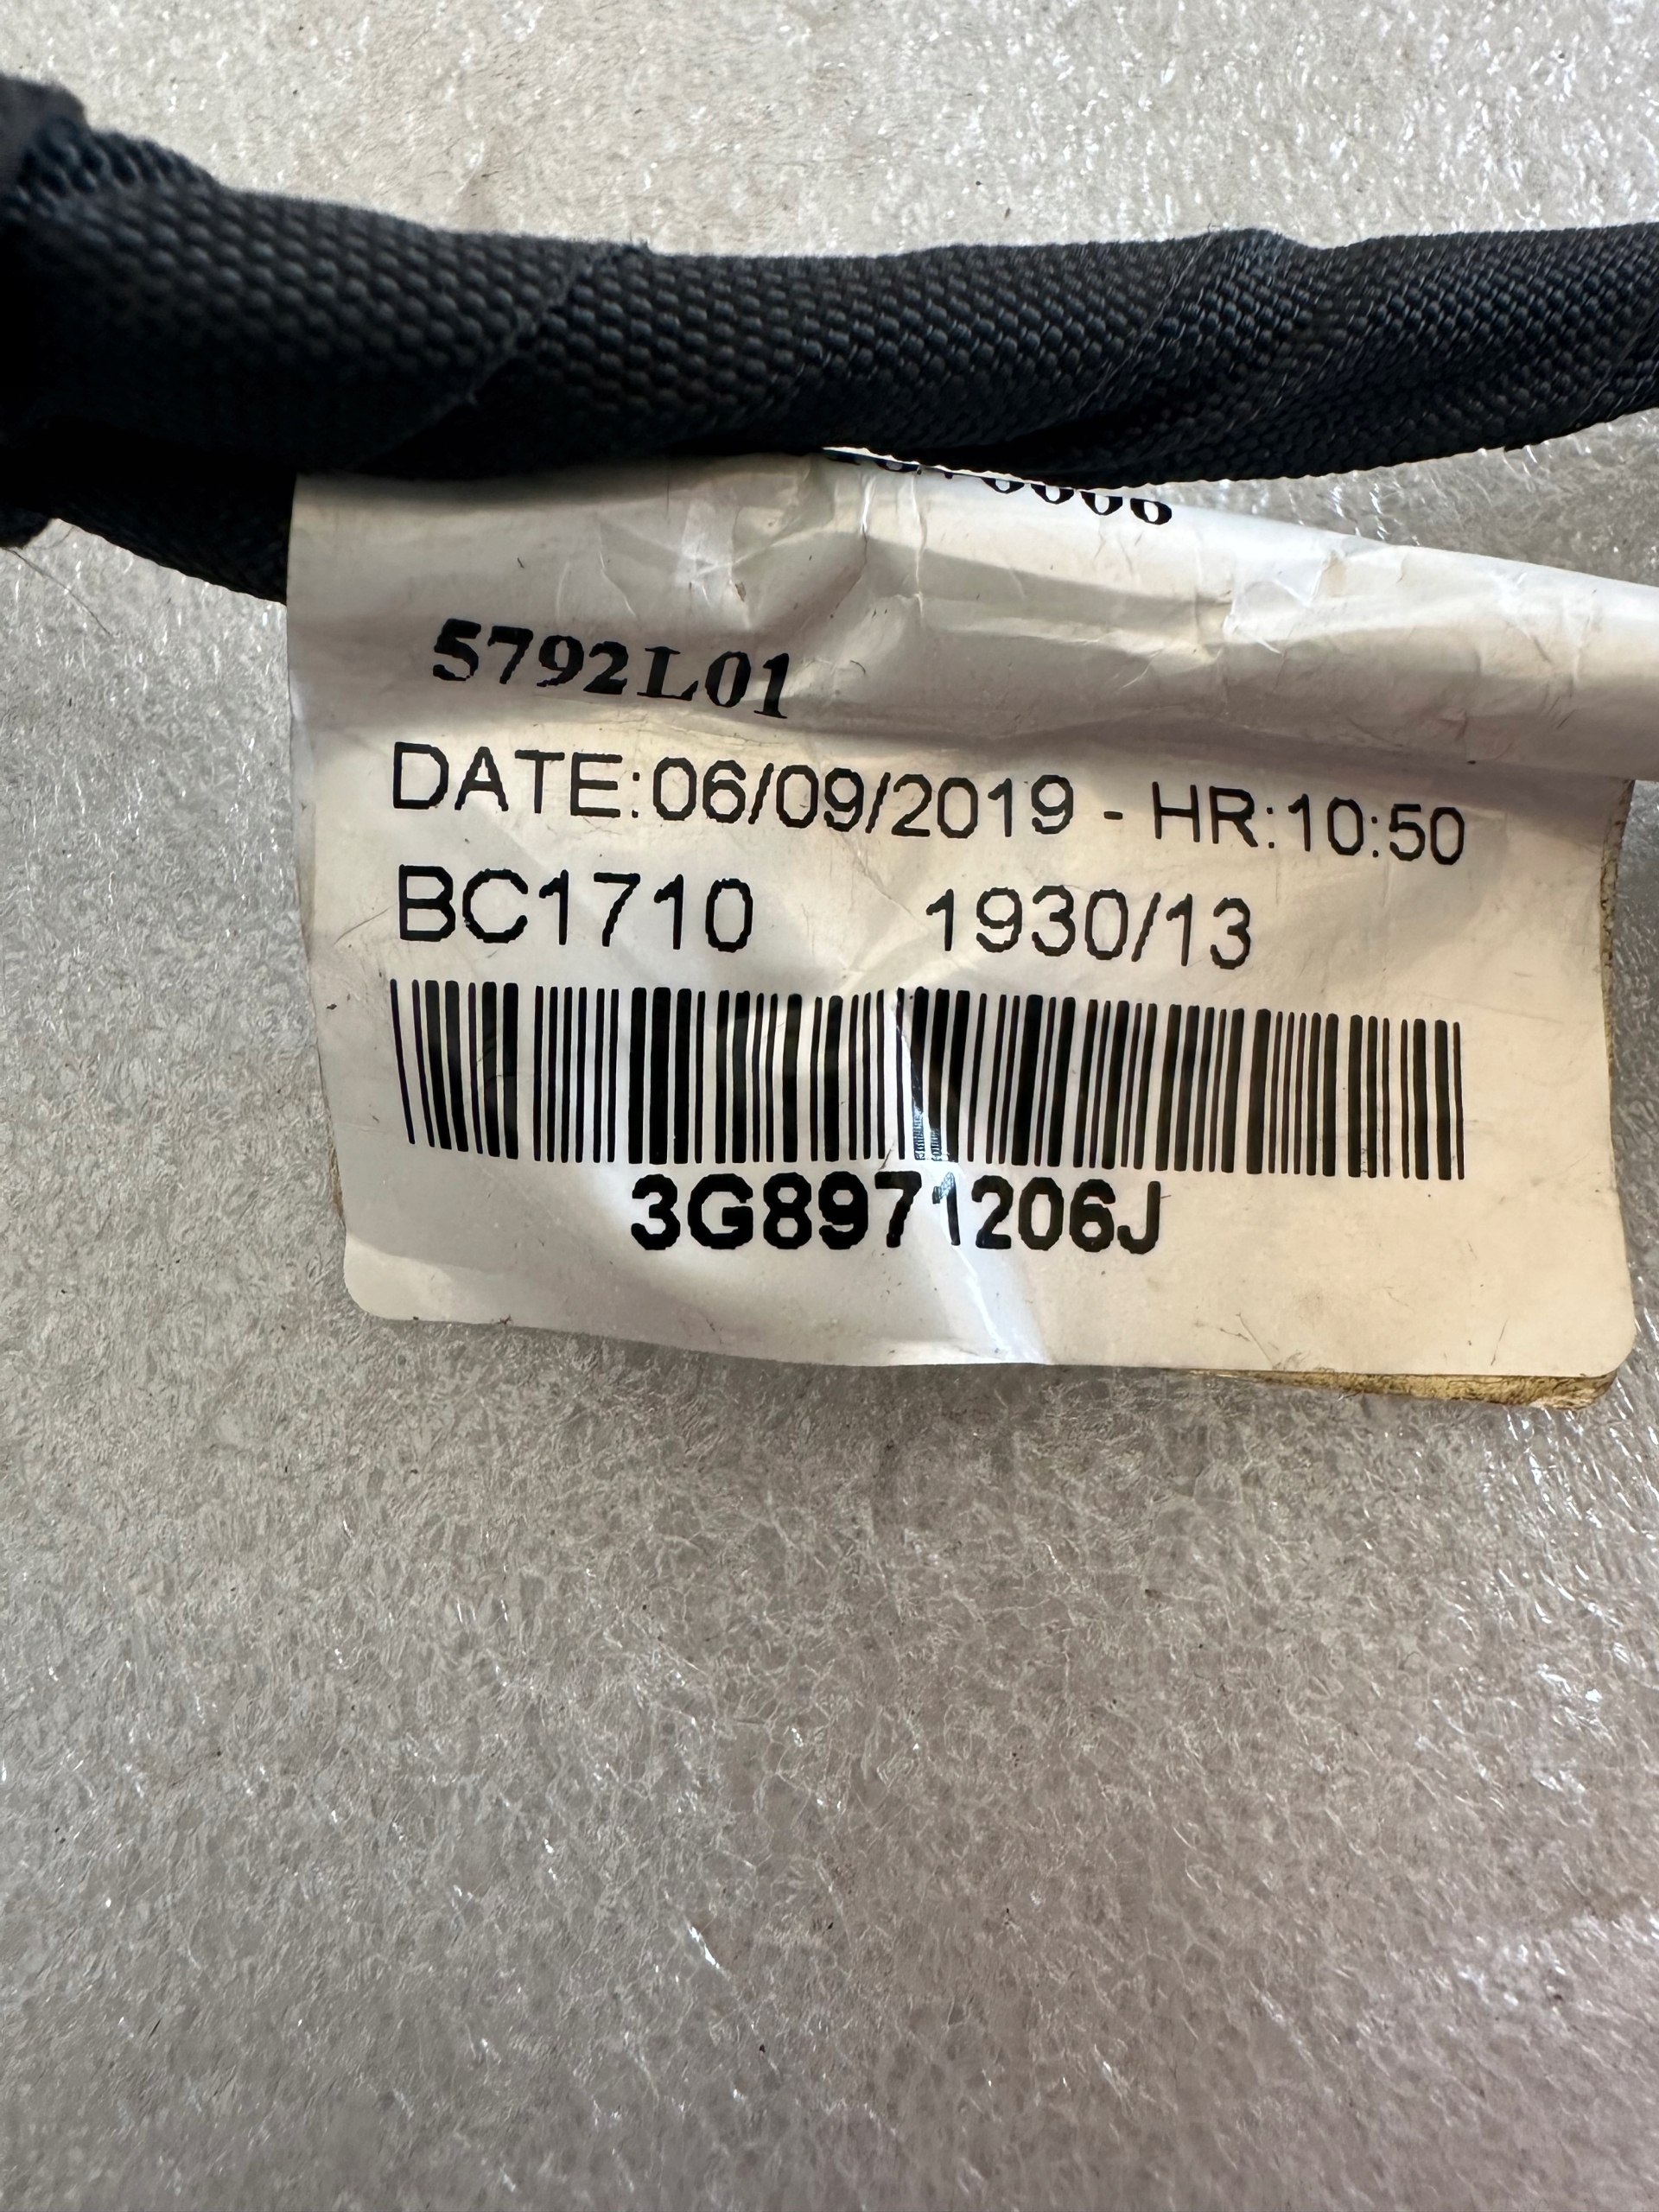 5792L01
DATE:06/09/2019 - HR:10:50
BC1710 1930/13
3G8971206J